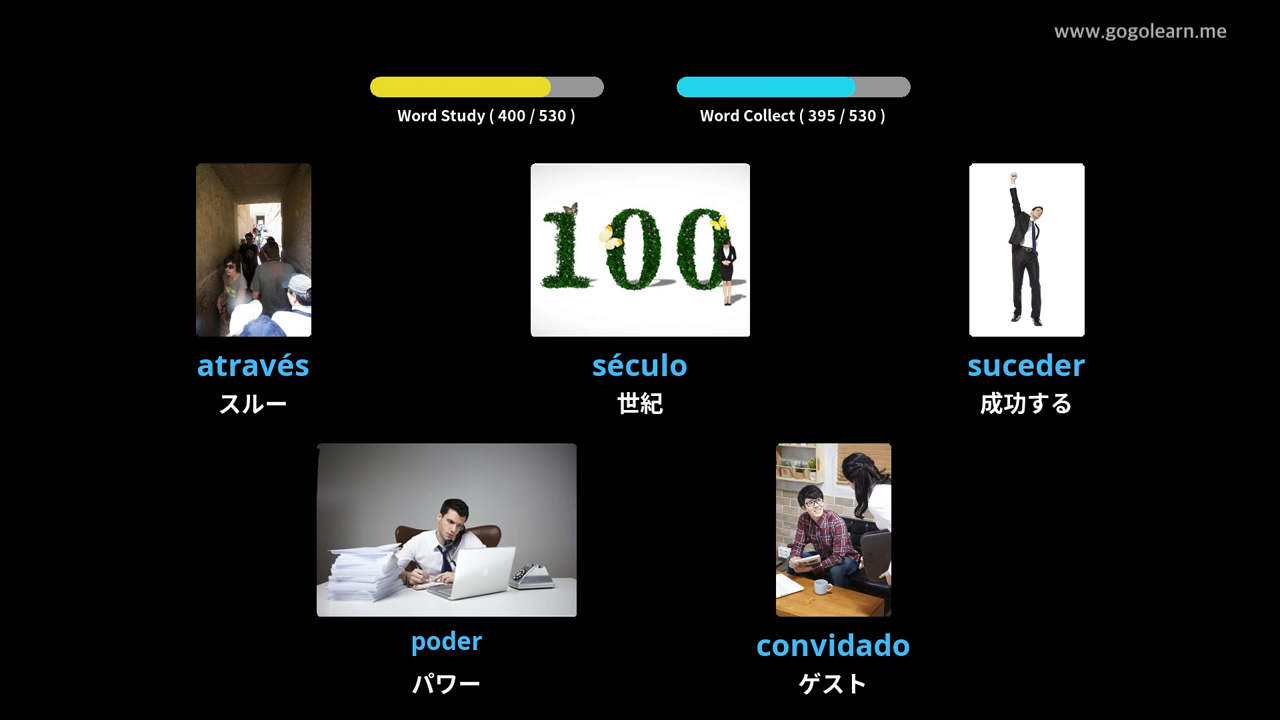 www.gogolearn.me
Word Study ( 400 / 530 )
Word Collect ( 395 / 530 )
100
através
スルー
século
世紀
suceder
成功する
poder
パワー
convidado
ゲスト